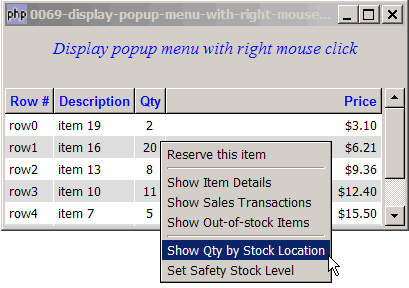 php 0069-display-popup-menu-with-right-mouse...
Display popup menu with right mouse click
Row # Description Qty Price
row0 item 19 2 $3.10
row1 item 16 20 $6.21
row2 item 13 8 $9.36
row3 item 10 11 $12.40
row4 item 7 5 $15.50
Reserve this item
Show Item Details
Show Sales Transactions
Show Out-of-stock Items
Show Qty by Stock Location
Set Safety Stock Level